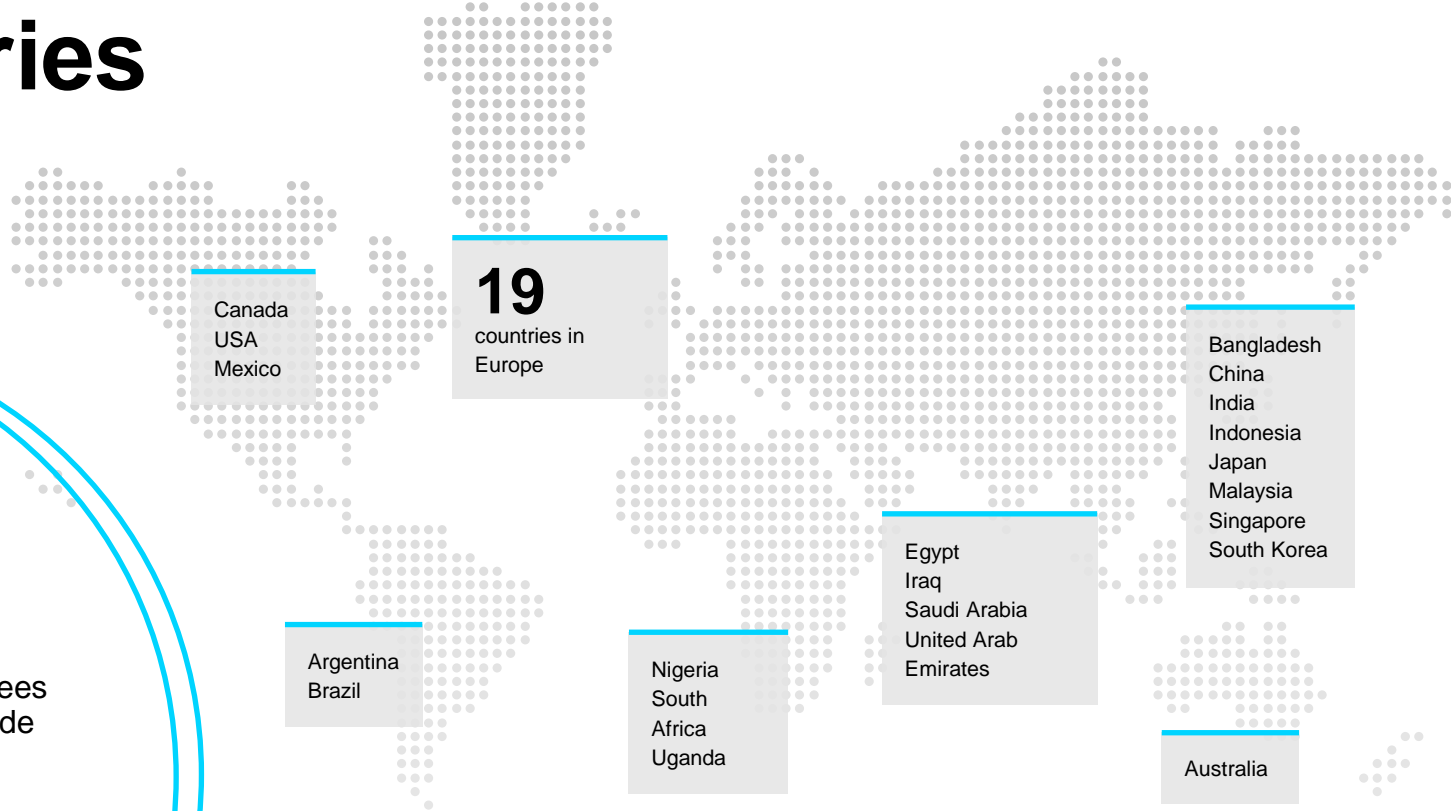 ries
Canada
USA
Mexico
19
countries in
Europe
Bangladesh
China
India
Indonesia
Japan
Malaysia
Singapore
South Korea
Egypt
Iraq
Saudi Arabia
United Arab
Emirates
Argentina
Brazil
Nigeria
South
Africa
Uganda
ees
de
Australia